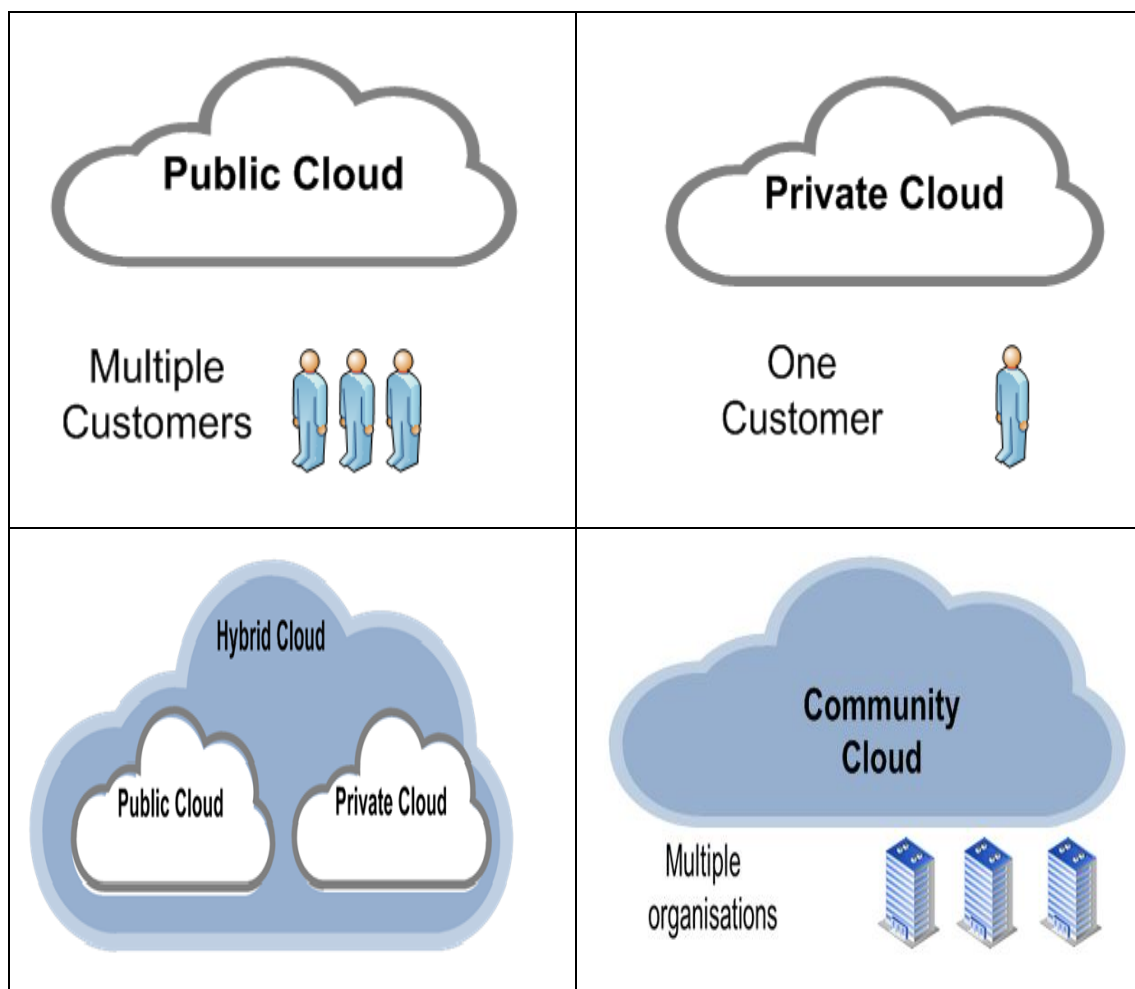 Public Cloud
Multiple
Customers
Private Cloud
One
Customer
Hybrid Cloud
Public Cloud
Private Cloud
Community
Cloud
Multiple
organisations